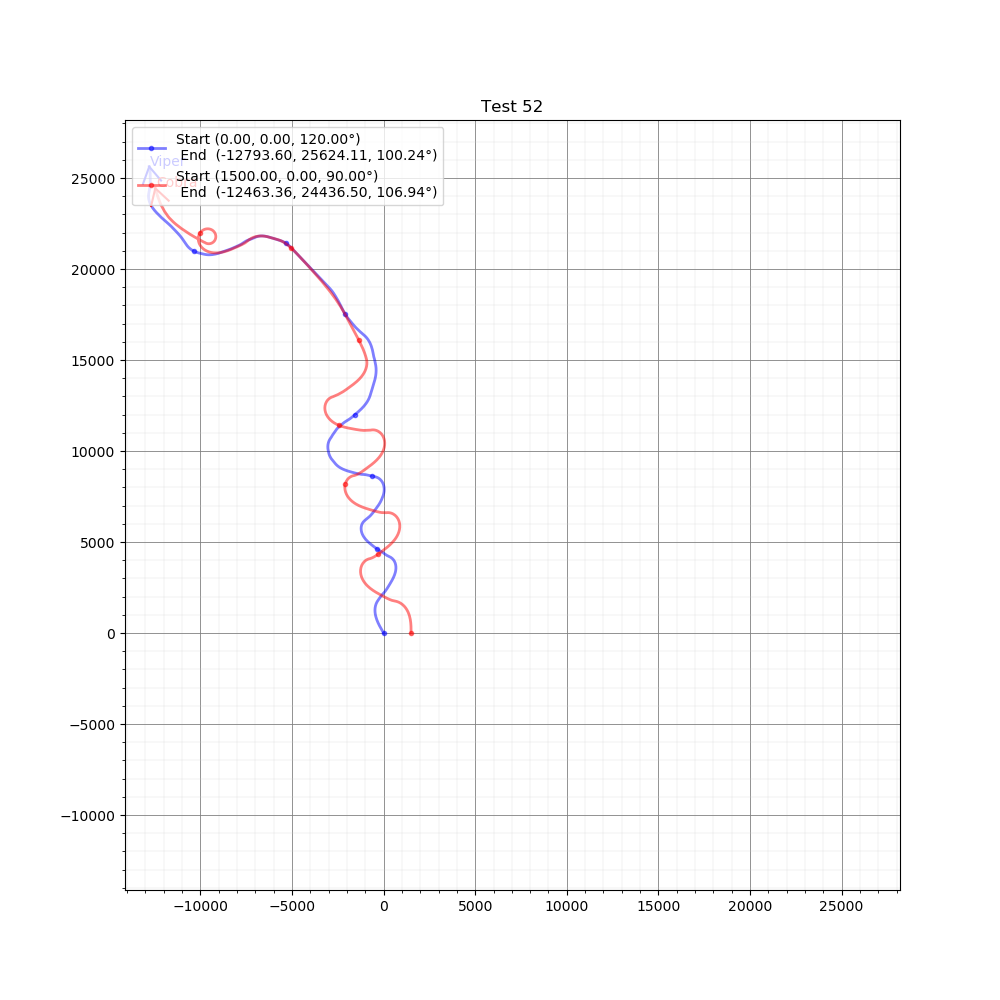 Test 52
Start (0.00, 0.00, 120.00°)
End  (-12793.60, 25624.11, 100.24°)
Start (1500.00, 0.00, 90.00°)
End  (-12463.36, 24436.50, 106.94°)
Viper
Cobra
25000
20000
15000
10000
5000
0
−5000
−10000
−10000 −5000 0 5000 10000 15000 20000 25000